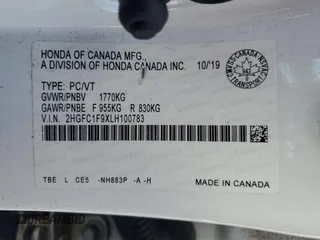 HONDA OF CANADA MFG.
A DIVISION OF HONDA CANADA INC. 10/'19
TYPE: PC/VT
GVWR/PNBV 1770KG
GAWR/PNBE F 955KG R 830KG
V.I.N. 2HGFC1F9XLH100783
TBE L CE5 -NH883P -A -H
MADE IN CANADA